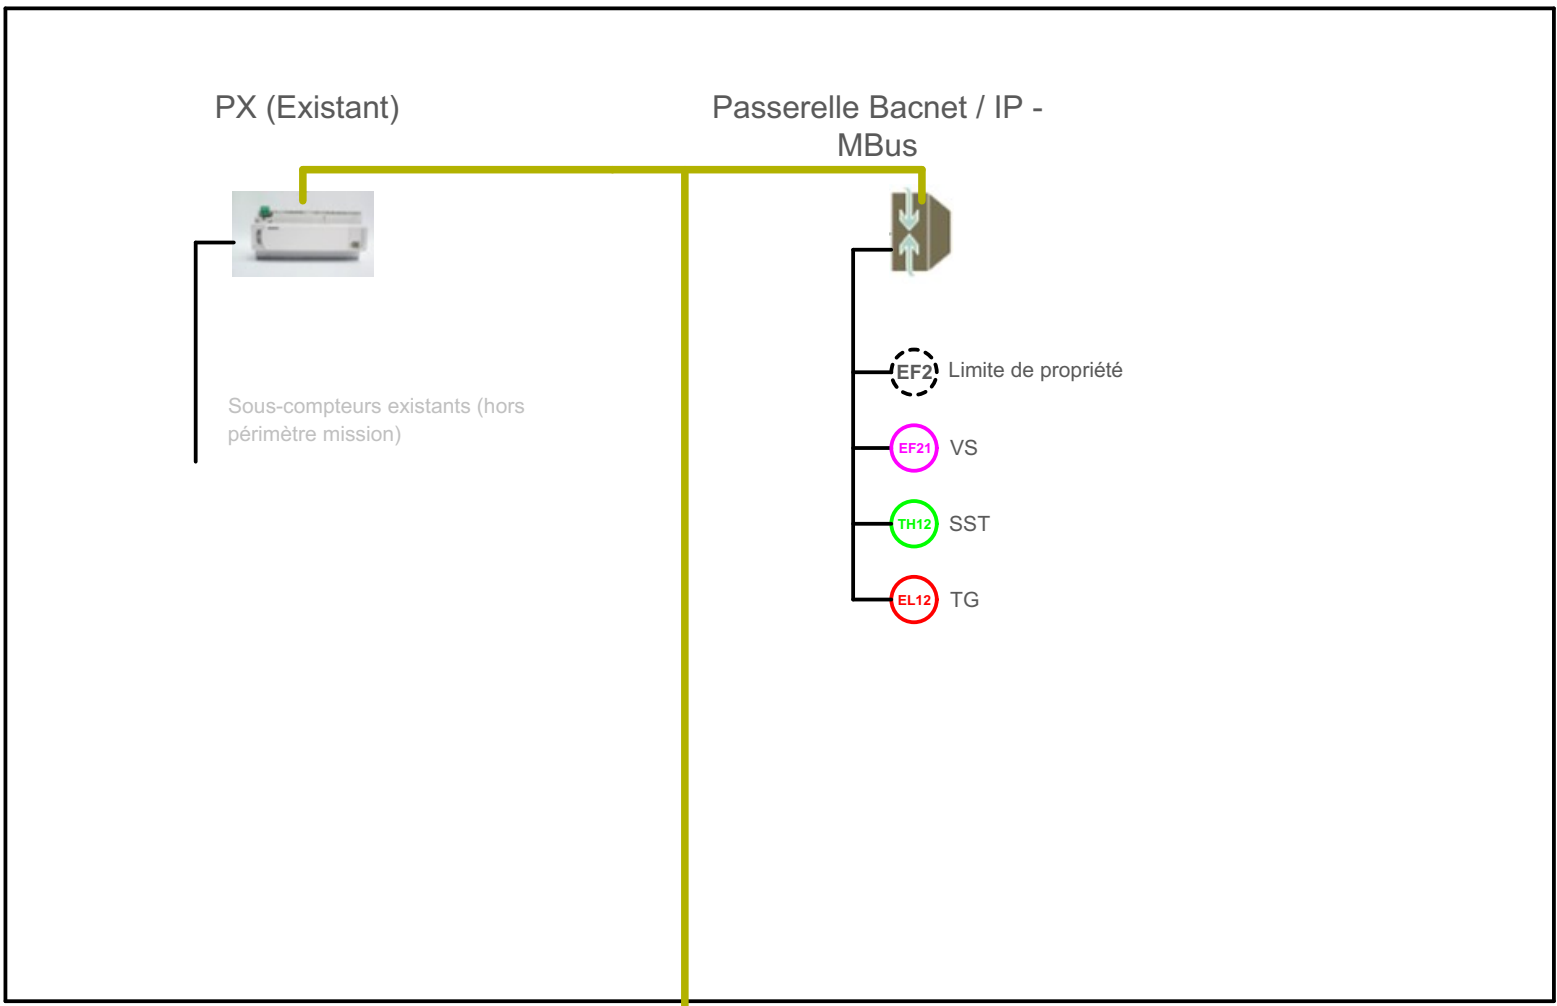 PX (Existant)
Passerelle Bacnet / IP -
MBus
EF2
Limite de propriété
Sous-compteurs existants (hors
périmètre mission)
EF21
VS
TH12
SST
EL12
TG